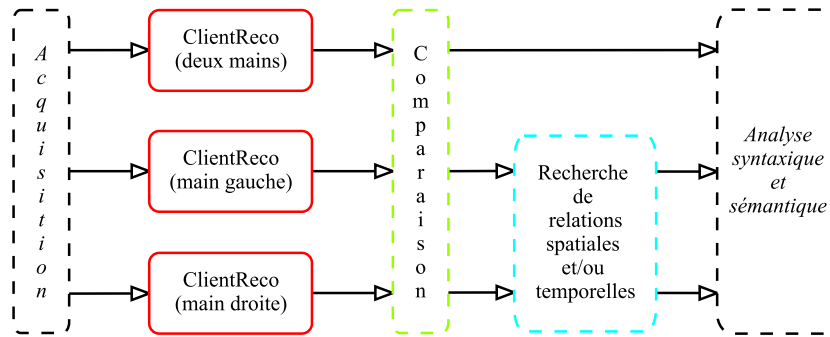 Acquisition
ClientReco
(deux mains)
ClientReco
(main gauche)
ClientReco
(main droite)
Comparaison
Recherche
de
relations
spatiales
et/ou
temporelles
Analyse
syntaxique
et
sémantique